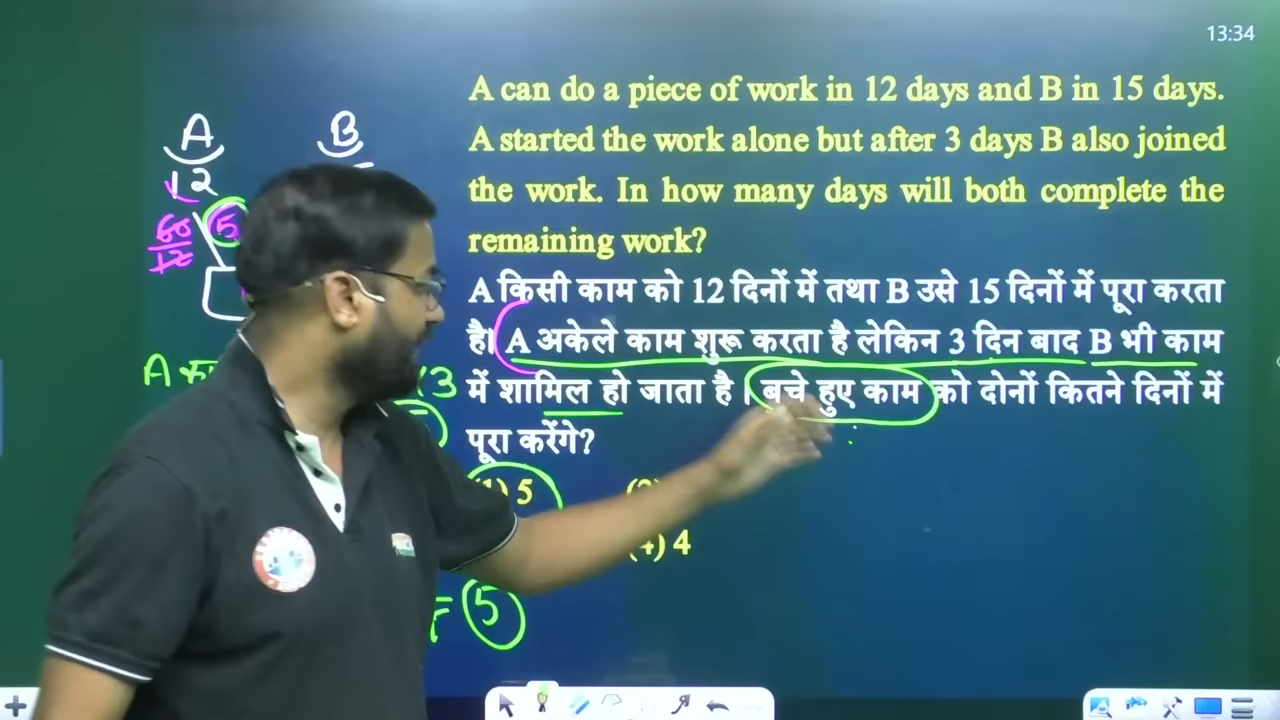 13:34
A can do a piece of work in 12 days and B in 15 days.
A started the work alone but after 3 days B also joined
the work. In how many days will both complete the
remaining work?
A किसी काम को 12 दिनों में तथा B उसे 15 दिनों में पूरा करता
है। A अकेले काम शुरू करता है लेकिन 3 दिन बाद B भी काम
में शामिल हो जाता है। बचे हुए काम को दोनों कितने दिनों में
पूरा करेंगे?
(1) 5
(4) 4
A B
12
5
A
3
5